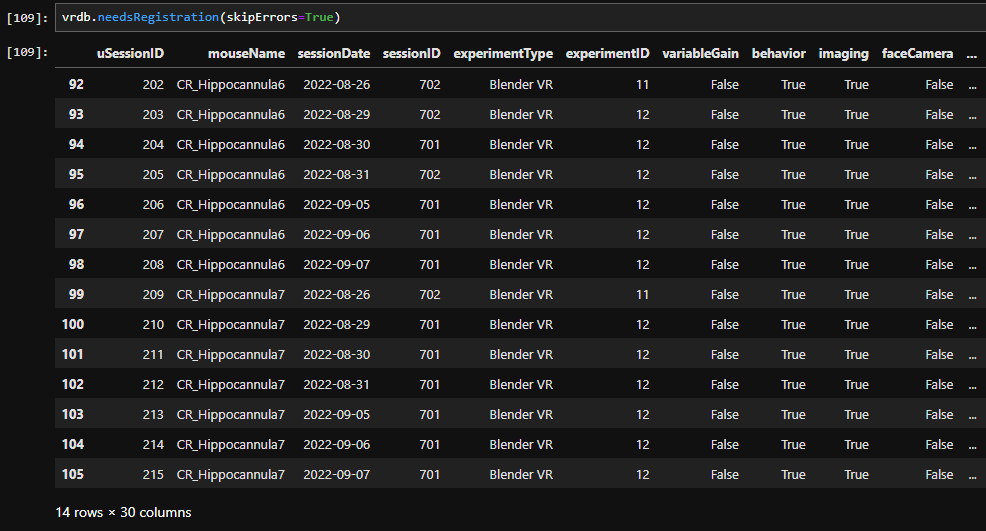 [109]: vrdb.needsRegistration(skipErrors=True)
[109]: uSessionID mouseName sessionDate sessionID experimentType experimentID variableGain behavior imaging faceCamera ...
92 202 CR_Hippocannula6 2022-08-26 702 Blender VR 11 False True True False ...
93 203 CR_Hippocannula6 2022-08-29 702 Blender VR 12 False True True False ...
94 204 CR_Hippocannula6 2022-08-30 701 Blender VR 12 False True True False ...
95 205 CR_Hippocannula6 2022-08-31 702 Blender VR 12 False True True False ...
96 206 CR_Hippocannula6 2022-09-05 701 Blender VR 12 False True True False ...
97 207 CR_Hippocannula6 2022-09-06 701 Blender VR 12 False True True False ...
98 208 CR_Hippocannula6 2022-09-07 701 Blender VR 12 False True True False ...
99 209 CR_Hippocannula7 2022-08-26 702 Blender VR 11 False True True False ...
100 210 CR_Hippocannula7 2022-08-29 701 Blender VR 12 False True True False ...
101 211 CR_Hippocannula7 2022-08-30 701 Blender VR 12 False True True False ...
102 212 CR_Hippocannula7 2022-08-31 701 Blender VR 12 False True True False ...
103 213 CR_Hippocannula7 2022-09-05 701 Blender VR 12 False True True False ...
104 214 CR_Hippocannula7 2022-09-06 701 Blender VR 12 False True True False ...
105 215 CR_Hippocannula7 2022-09-07 701 Blender VR 12 False True True False ...
14 rows × 30 columns